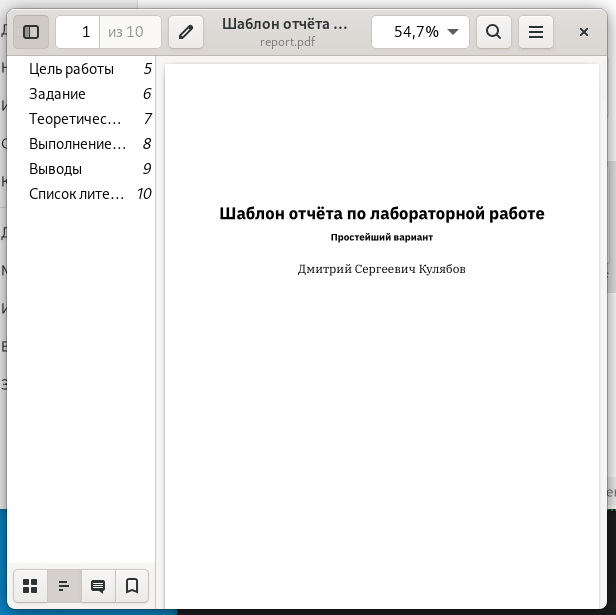 1 из 10
Шаблон отчёта ...
report.pdf
54,7%
Цель работы 5
Задание 6
Теоретичес... 7
Выполнение... 8
Выводы 9
Список лите... 10
Шаблон отчёта по лабораторной работе
Простейший вариант
Дмитрий Сергеевич Кулябов